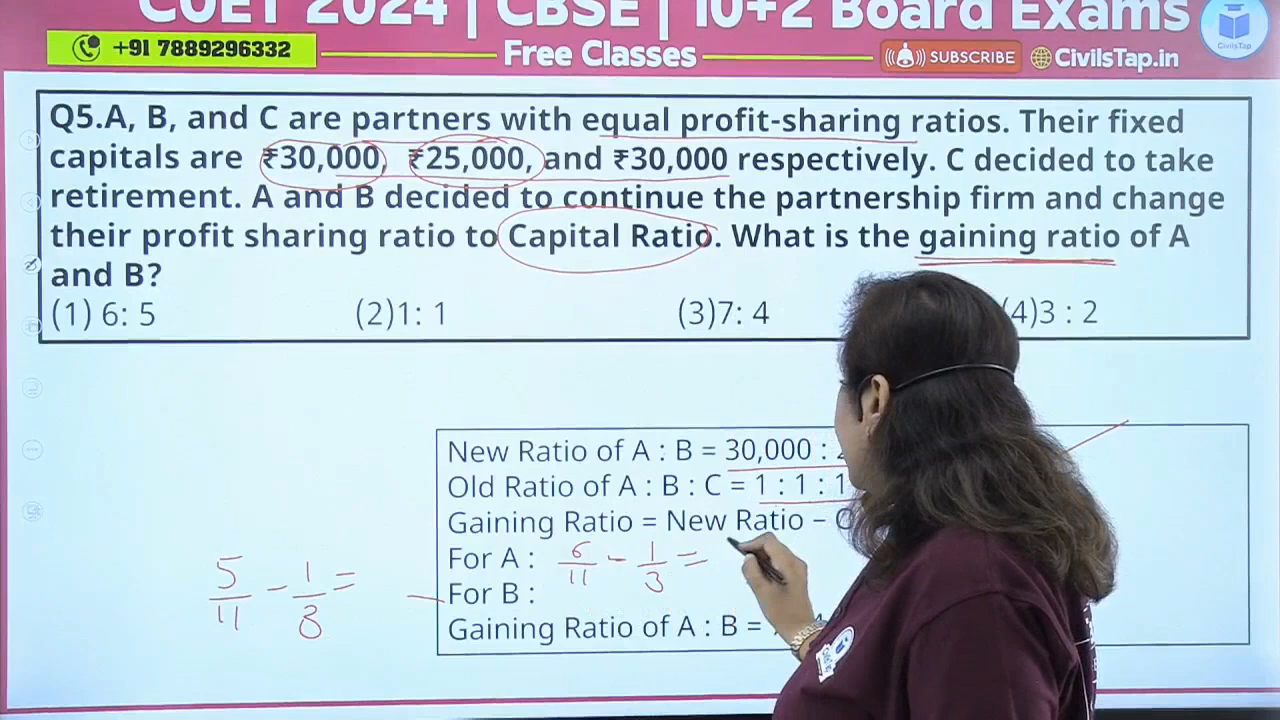 CUET 2024 | CBSE | 10+2 Board Exams
+91 7889296332
Free Classes
SUBSCRIBE
CivilsTap.in
CivilsTap
Q5.A, B, and C are partners with equal profit-sharing ratios. Their fixed
capitals are ₹30,000, ₹25,000, and ₹30,000 respectively. C decided to take
retirement. A and B decided to continue the partnership firm and change
their profit sharing ratio to Capital Ratio. What is the gaining ratio of A
and B?
(1) 6: 5 (2)1: 1 (3)7: 4 (4)3 : 2
New Ratio of A : B = 30,000 :
Old Ratio of A : B : C = 1 : 1 : 1
Gaining Ratio = New Ratio –
For A : 6/11 - 1/3 =
5/11 - 1/3 =
For B :
Gaining Ratio of A : B =